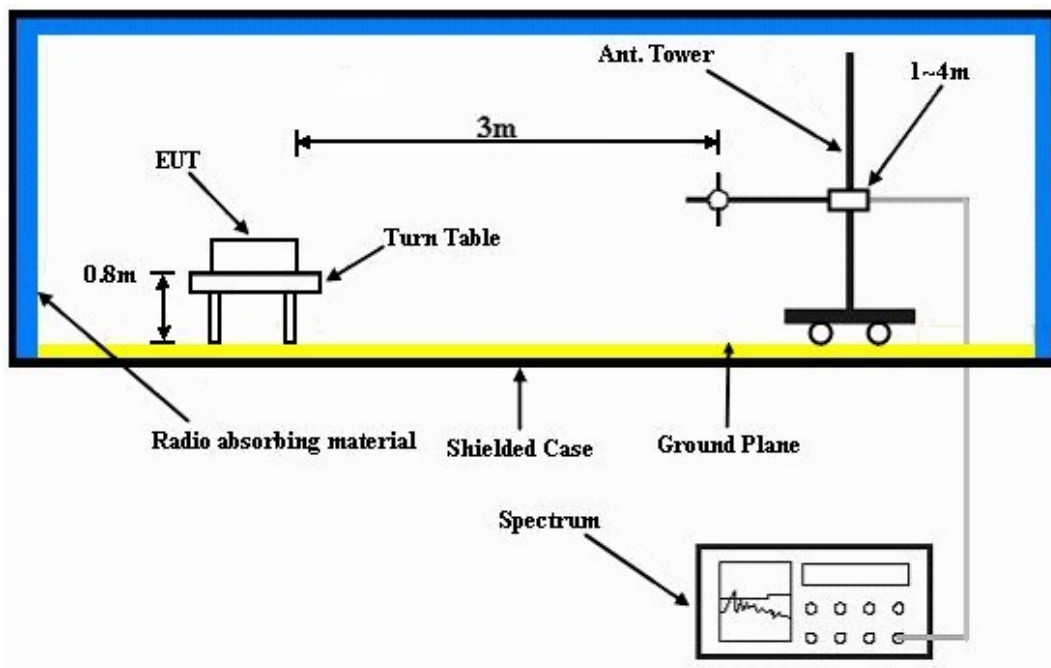 Ant. Tower
1~4m
3m
EUT
Turn Table
0.8m
Radio absorbing material
Shielded Case
Ground Plane
Spectrum